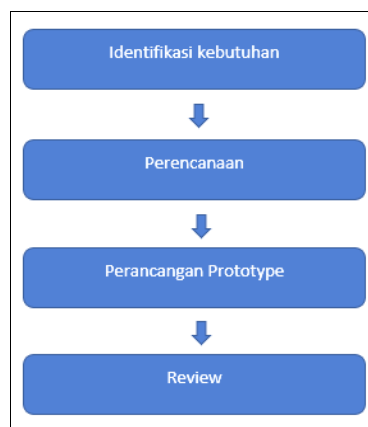 Identifikasi kebutuhan
Perencanaan
Perancangan Prototype
Review